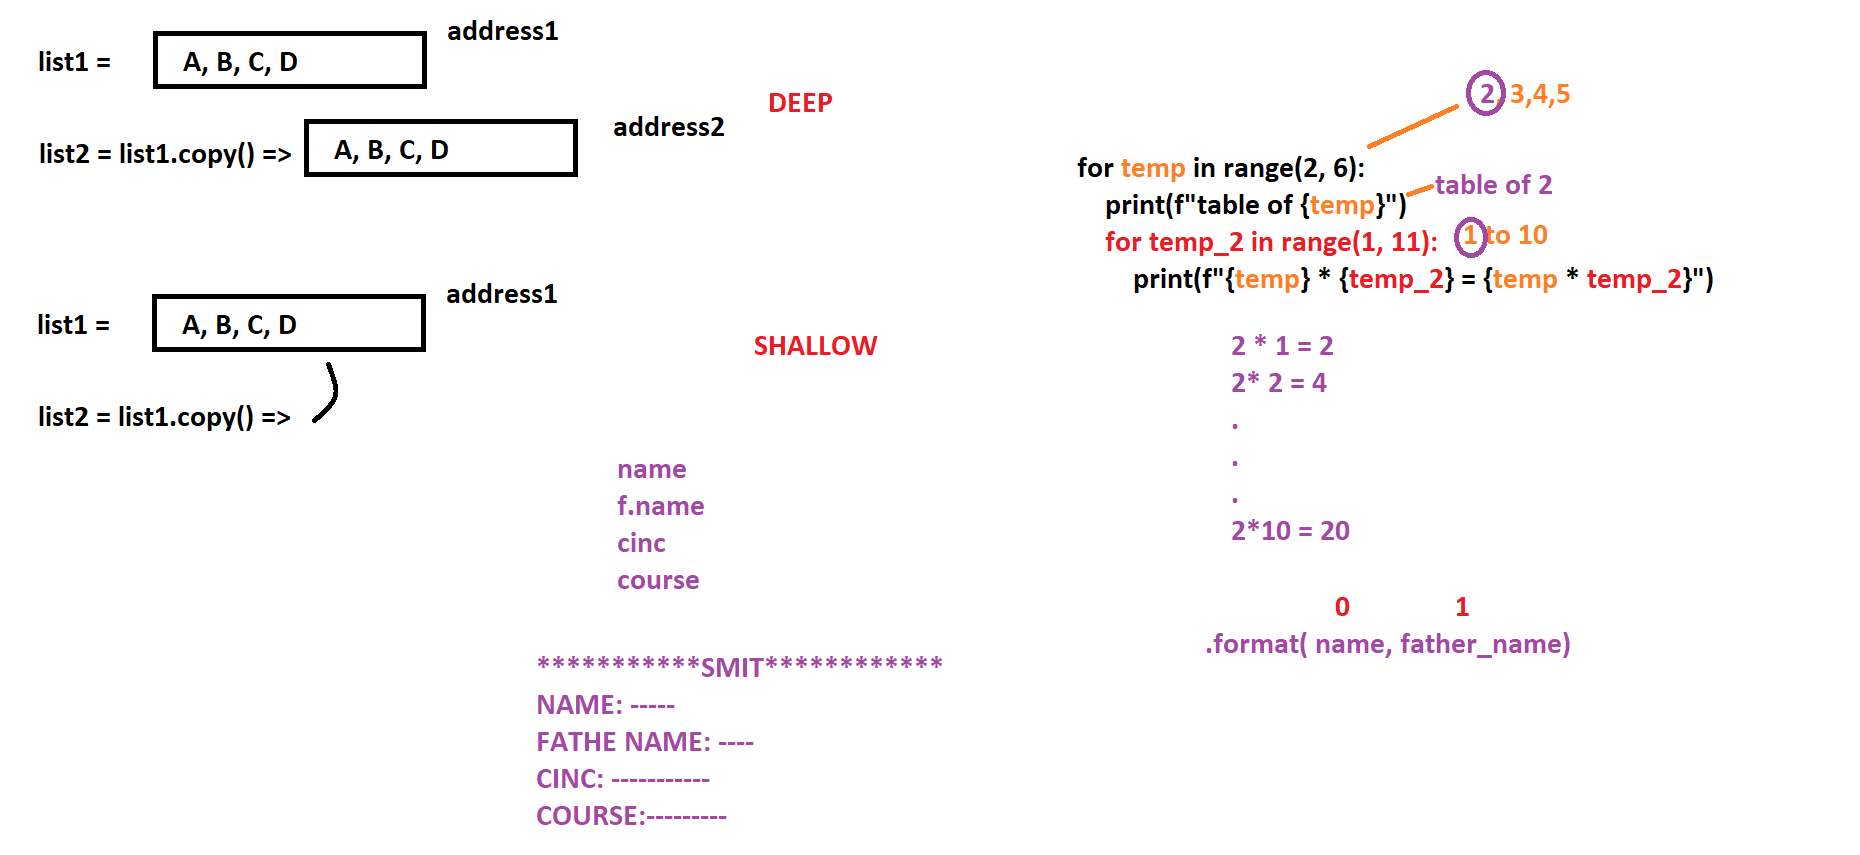 list1 =
A, B, C, D
address1
DEEP
list2 = list1.copy() =>
A, B, C, D
address2
list1 =
A, B, C, D
address1
SHALLOW
list2 = list1.copy() =>
name
f.name
cinc
course
***********SMIT************
NAME: -----
FATHE NAME: ----
CINC: -----------
COURSE:---------
2, 3,4,5
for temp in range(2, 6):
print(f"table of {temp}")
table of 2
for temp_2 in range(1, 11):
1 to 10
print(f"{temp} * {temp_2} = {temp * temp_2}")
2 * 1 = 2
2* 2 = 4
.
.
.
2*10 = 20
0 1
.format( name, father_name)